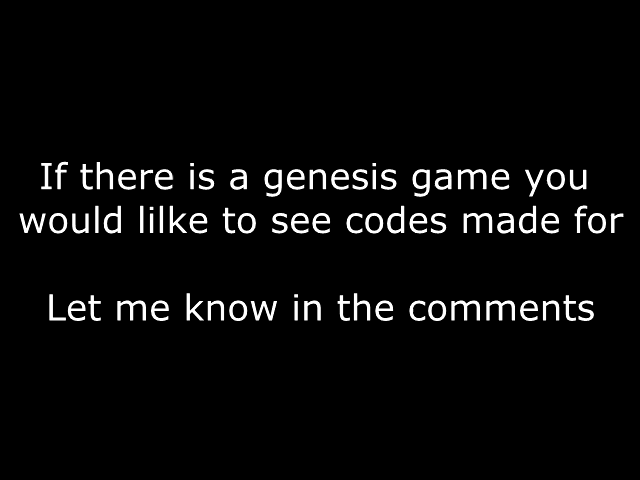 If there is a genesis game you
would lilke to see codes made for
Let me know in the comments